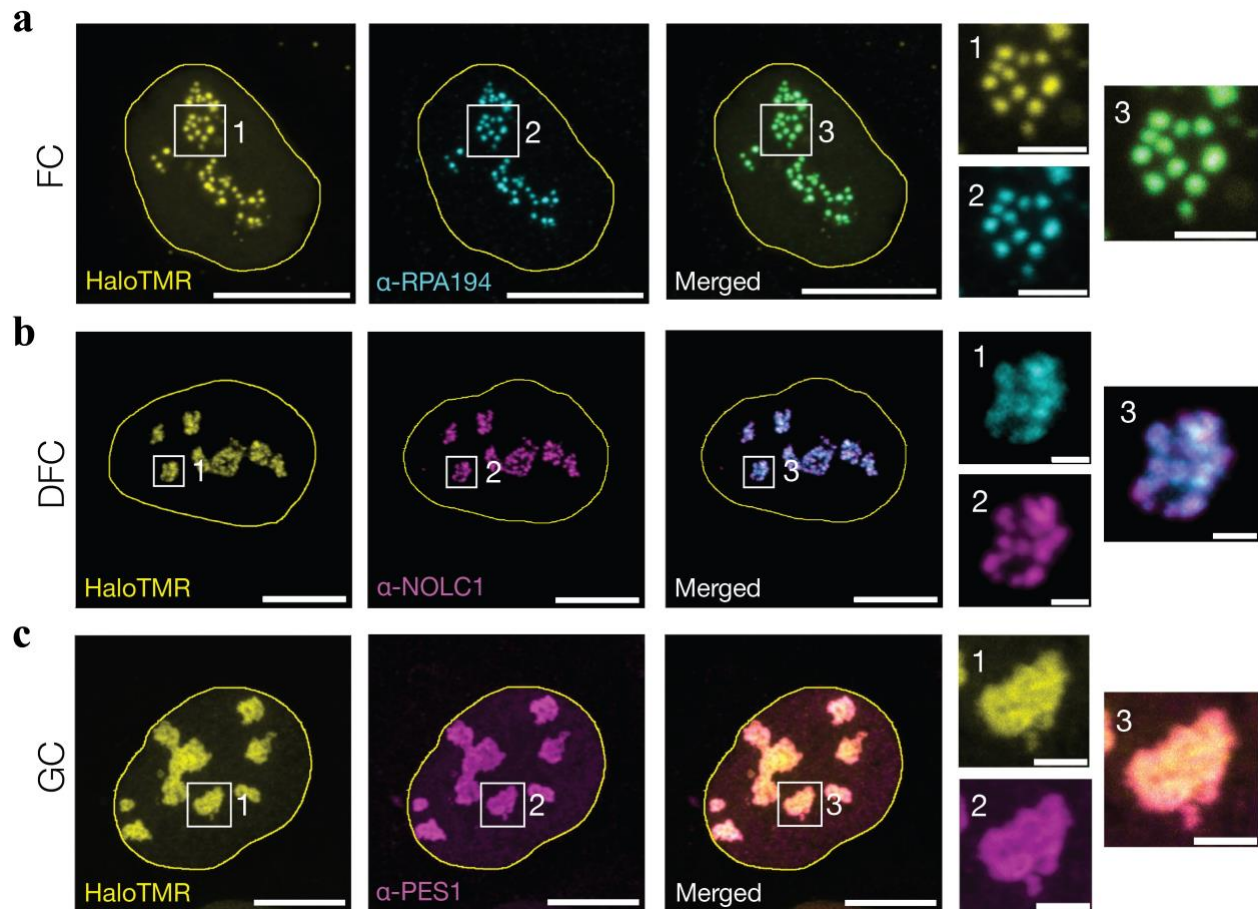 a
FC
1
HaloTMR
2
α-RPA194
3
Merged
1
2
3
b
DFC
1
HaloTMR
2
α-NOLC1
3
Merged
1
2
3
c
GC
1
HaloTMR
2
α-PES1
3
Merged
1
2
3